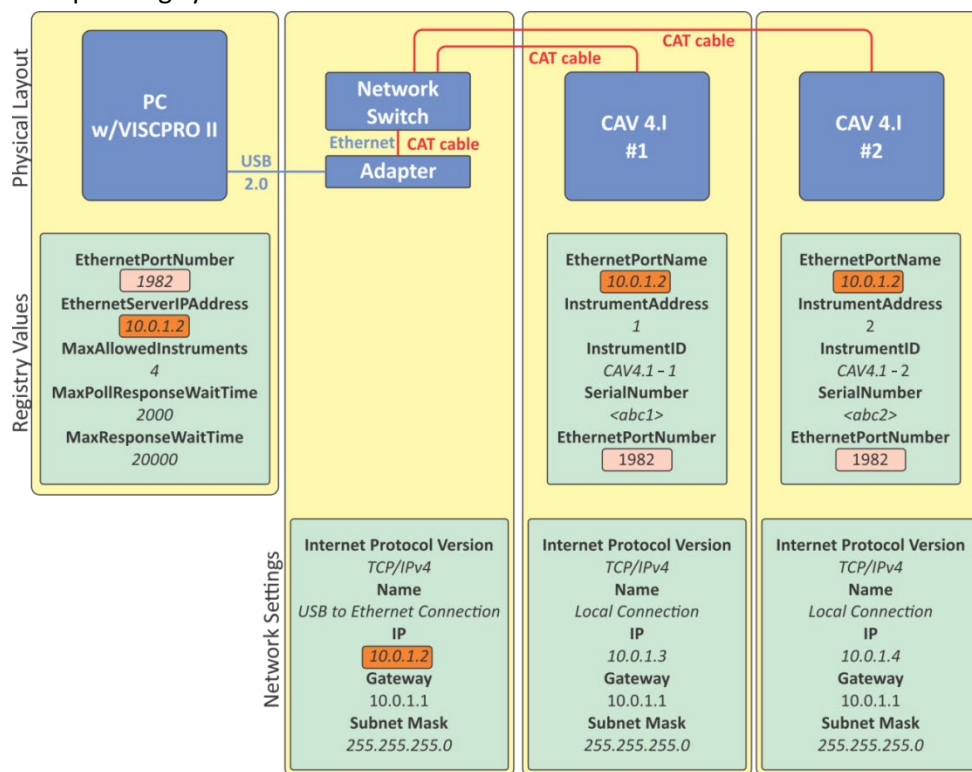 CAT cable
CAT cable
Physical Layout
PC
w/VISCPRO II
Network
Switch
CAV 4.I
#1
CAV 4.I
#2
Ethernet
CAT cable
USB
2.0
Adapter
Registry Values
EthernetPortNumber
1982
EthernetServerIPAddress
10.0.1.2
MaxAllowedInstruments
4
MaxPollResponseWaitTime
2000
MaxResponseWaitTime
20000
EthernetPortName
10.0.1.2
InstrumentAddress
1
InstrumentID
CAV4.1 - 1
SerialNumber
<abc1>
EthernetPortNumber
1982
EthernetPortName
10.0.1.2
InstrumentAddress
2
InstrumentID
CAV4.1 - 2
SerialNumber
<abc2>
EthernetPortNumber
1982
Network Settings
Internet Protocol Version
TCP/IPv4
Name
USB to Ethernet Connection
IP
10.0.1.2
Gateway
10.0.1.1
Subnet Mask
255.255.255.0
Internet Protocol Version
TCP/IPv4
Name
Local Connection
IP
10.0.1.3
Gateway
10.0.1.1
Subnet Mask
255.255.255.0
Internet Protocol Version
TCP/IPv4
Name
Local Connection
IP
10.0.1.4
Gateway
10.0.1.1
Subnet Mask
255.255.255.0